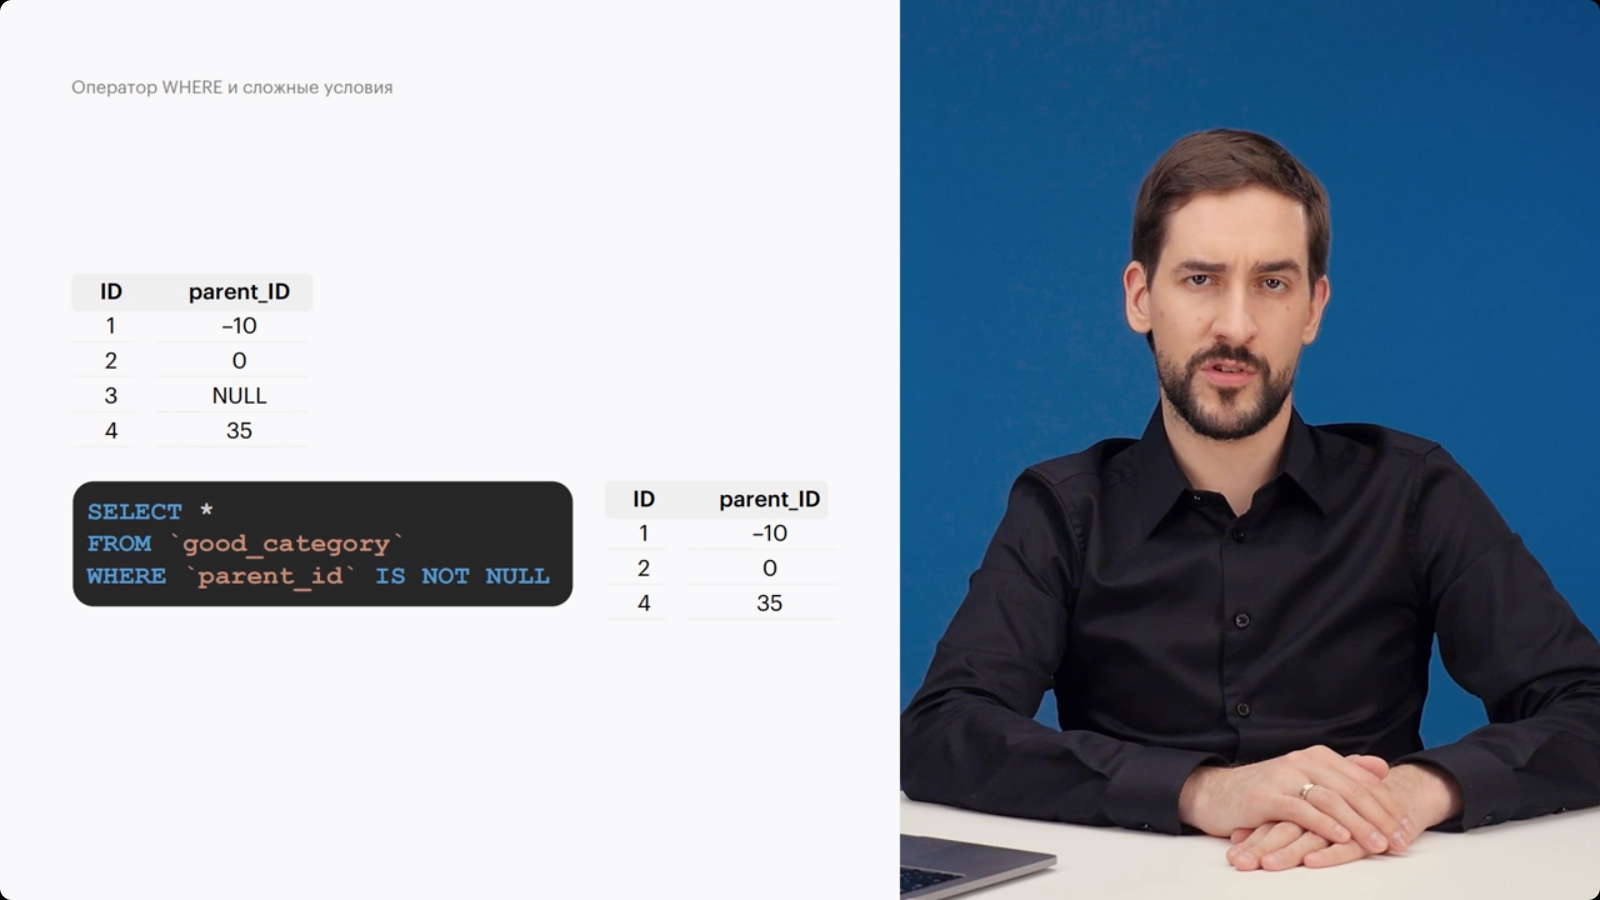 Оператор WHERE и сложные условия
ID parent_ID
1 –10
2 0
3 NULL
4 35
SELECT *
FROM `good_category`
WHERE `parent_id` IS NOT NULL
ID parent_ID
1 –10
2 0
4 35